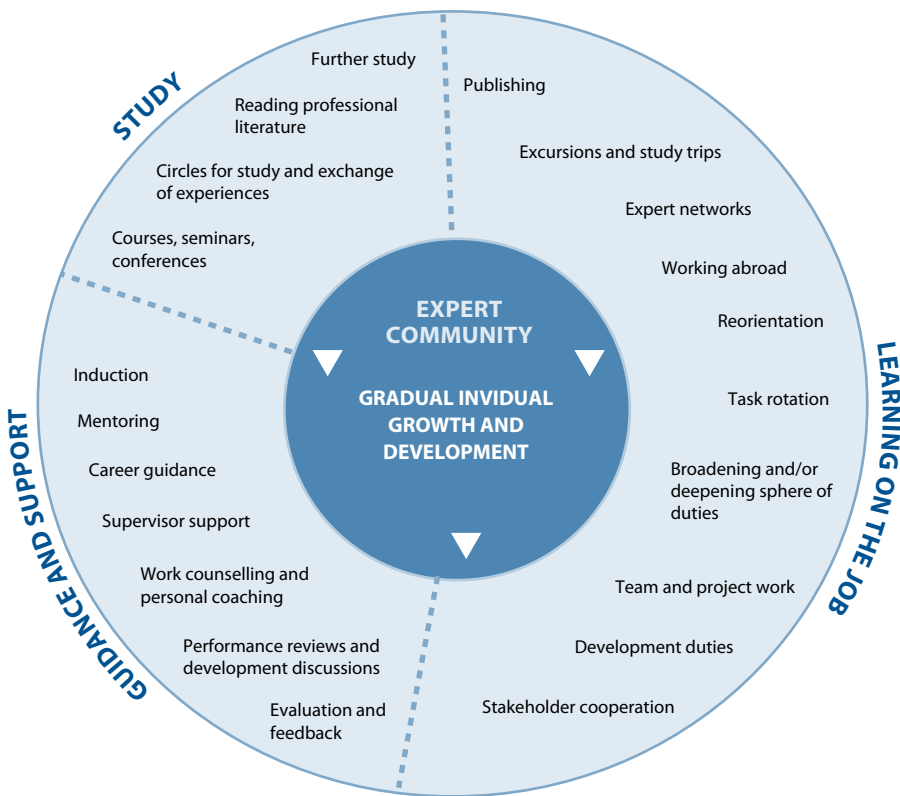 STUDY
Further study
Reading professional
literature
Circles for study and exchange
of experiences
Courses, seminars,
conferences
LEARNING ON THE JOB
Publishing
Excursions and study trips
Expert networks
Working abroad
Reorientation
Task rotation
Broadening and/or
deepening sphere of
duties
Team and project work
Development duties
Stakeholder cooperation
GUIDANCE AND SUPPORT
Induction
Mentoring
Career guidance
Supervisor support
Work counselling and
personal coaching
Performance reviews and
development discussions
Evaluation and
feedback
EXPERT
COMMUNITY
GRADUAL INVIDUAL
GROWTH AND
DEVELOPMENT